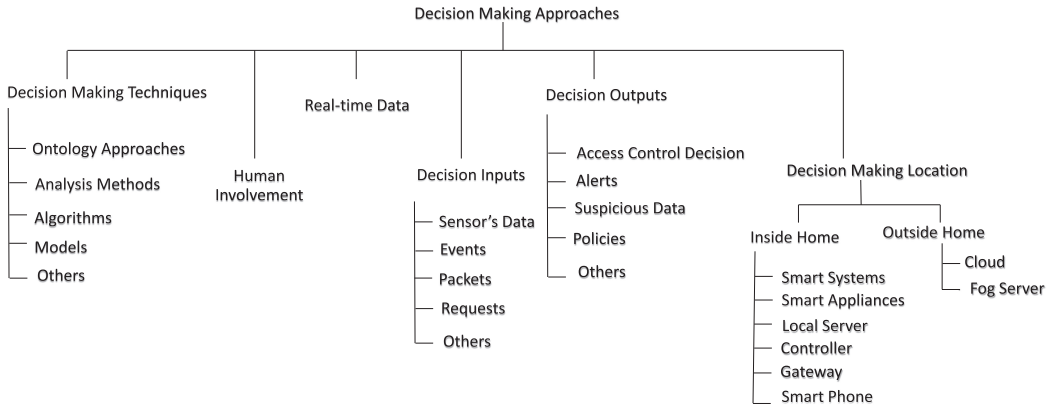 Decision Making Approaches
Decision Making Techniques
Ontology Approaches
Analysis Methods
Algorithms
Models
Others
Human
Involvement
Real-time Data
Decision Inputs
Sensor's Data
Events
Packets
Requests
Others
Decision Outputs
Access Control Decision
Alerts
Suspicious Data
Policies
Others
Decision Making Location
Inside Home
Smart Systems
Smart Appliances
Local Server
Controller
Gateway
Smart Phone
Outside Home
Cloud
Fog Server